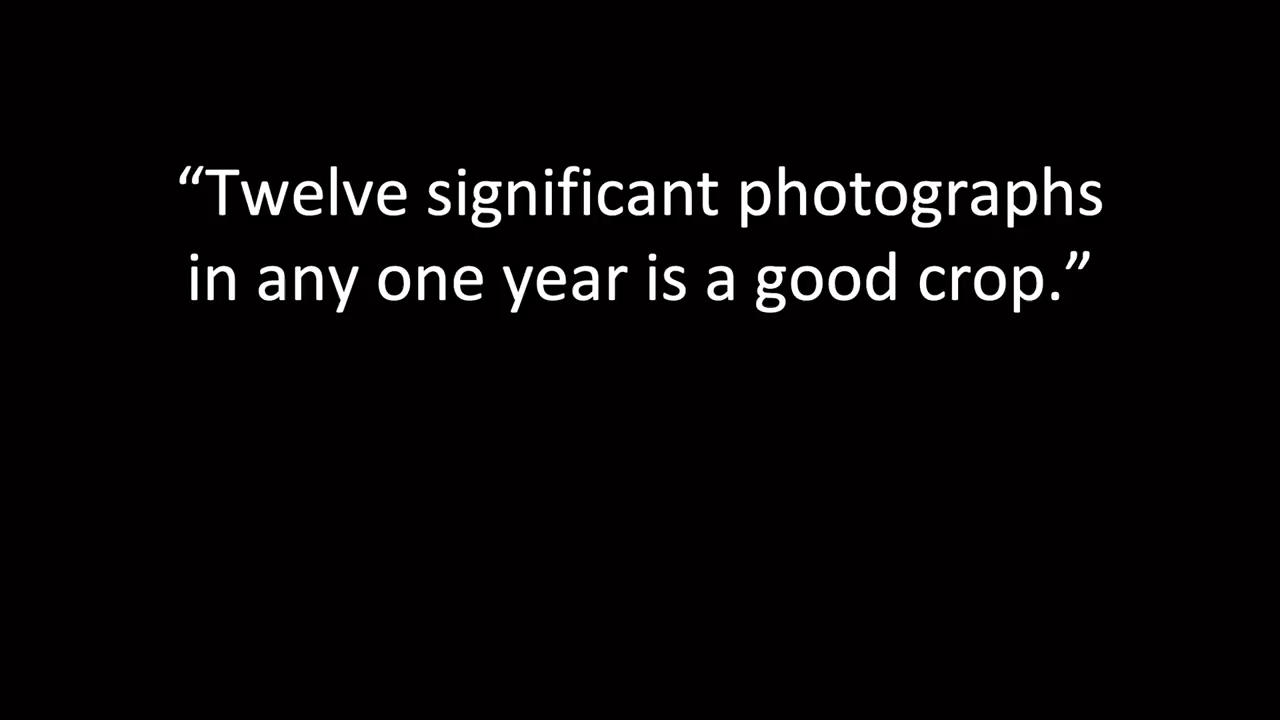 “Twelve significant photographs
in any one year is a good crop.”